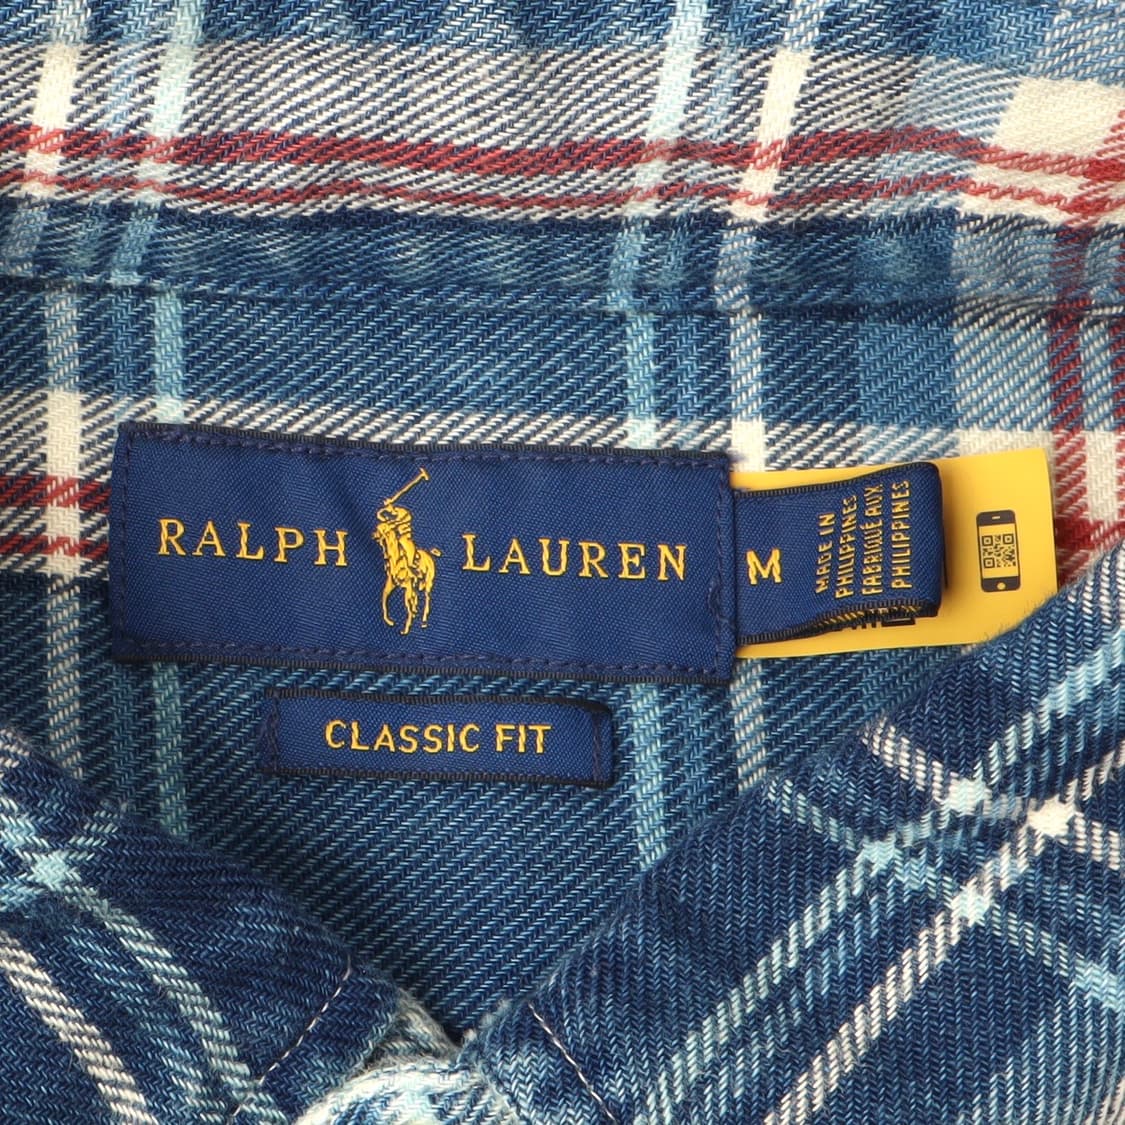 RALPH LAUREN
M
MADE IN
PHILIPPINES
FABRIQUÉ AUX
PHILIPPINES
CLASSIC FIT